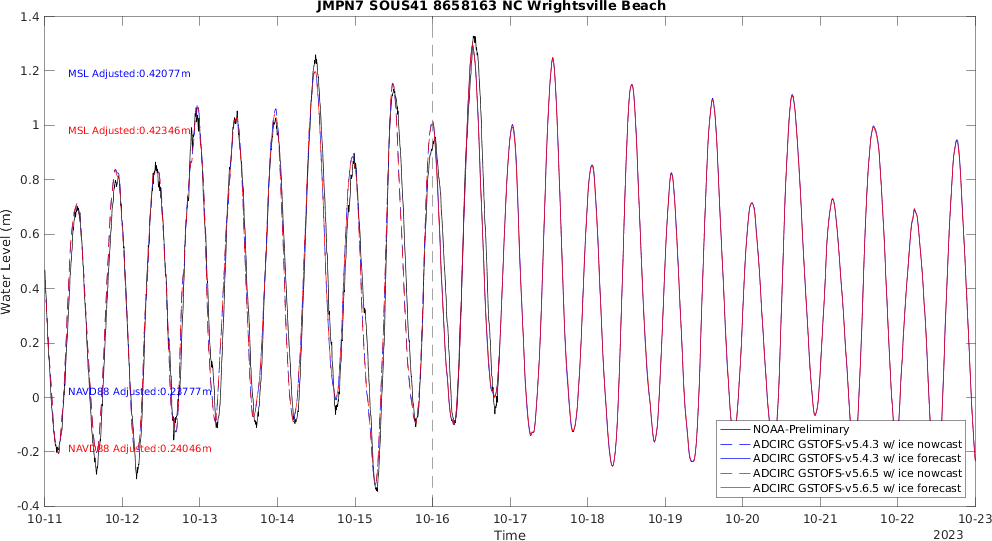 JMPN7 SOUS41 8658163 NC Wrightsville Beach
1.4
1.2
1
0.8
0.6
0.4
0.2
0
-0.2
-0.4
Water Level (m)
MSL Adjusted:0.42077m
MSL Adjusted:0.42346m
NAVD88 Adjusted:0.23777m
NAVD88 Adjusted:0.24046m
NOAA-Preliminary
ADCIRC GSTOFS-v5.4.3 w/ ice nowcast
ADCIRC GSTOFS-v5.4.3 w/ ice forecast
ADCIRC GSTOFS-v5.6.5 w/ ice nowcast
ADCIRC GSTOFS-v5.6.5 w/ ice forecast
10-11 10-12 10-13 10-14 10-15 10-16 10-17 10-18 10-19 10-20 10-21 10-22 10-23
Time
2023